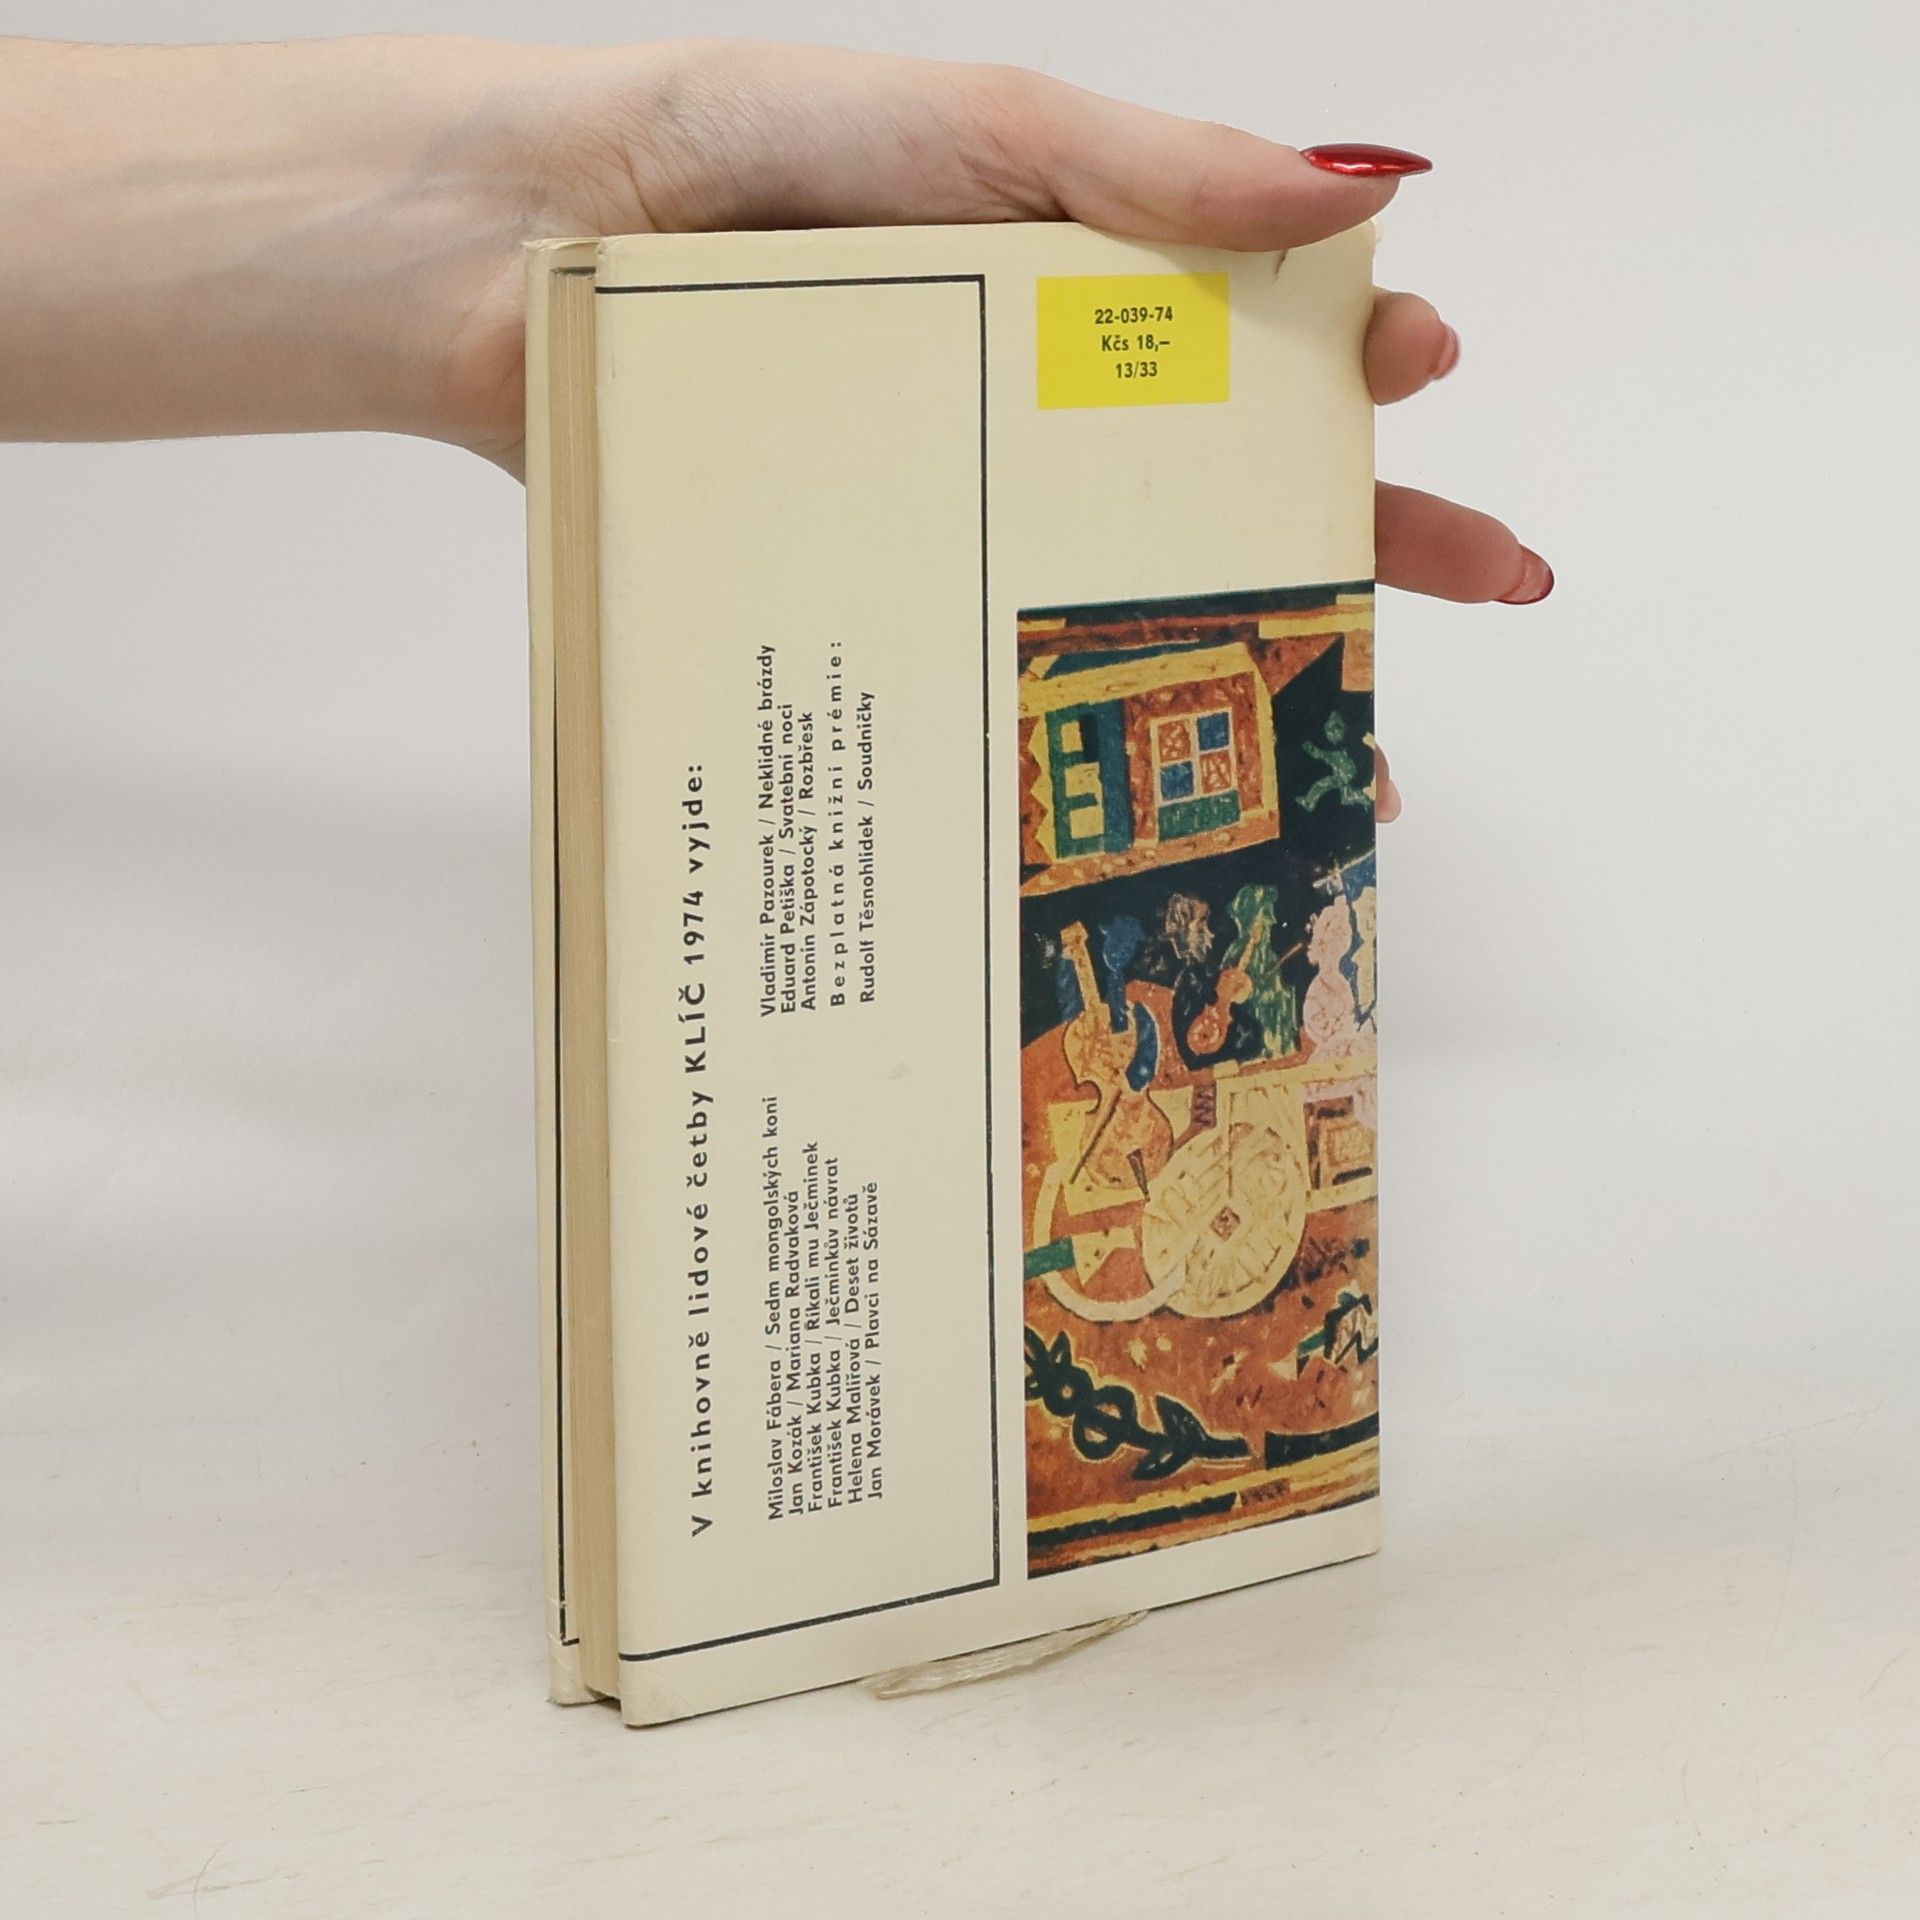 22-039-74
Kčs 18,–
13/33
V knihovně lidové četby KLÍČ 1974 vyjde:
Miloslav Fábera / Sedm mongolských koní
Jan Kozák / Mariana Radvaková
František Kubka / Říkali mu Ječmínek
František Kubka / Ječmínkův návrat
Helena Malířová / Deset životů
Jan Morávek / Plavci na Sázavě
Vladimír Pazourek / Neklidné brázdy
Eduard Petiška / Svatební noci
Antonín Zápotocký / Rozbřesk
Bezplatná knižní prémie:
Rudolf Těsnohlídek / Soudničky